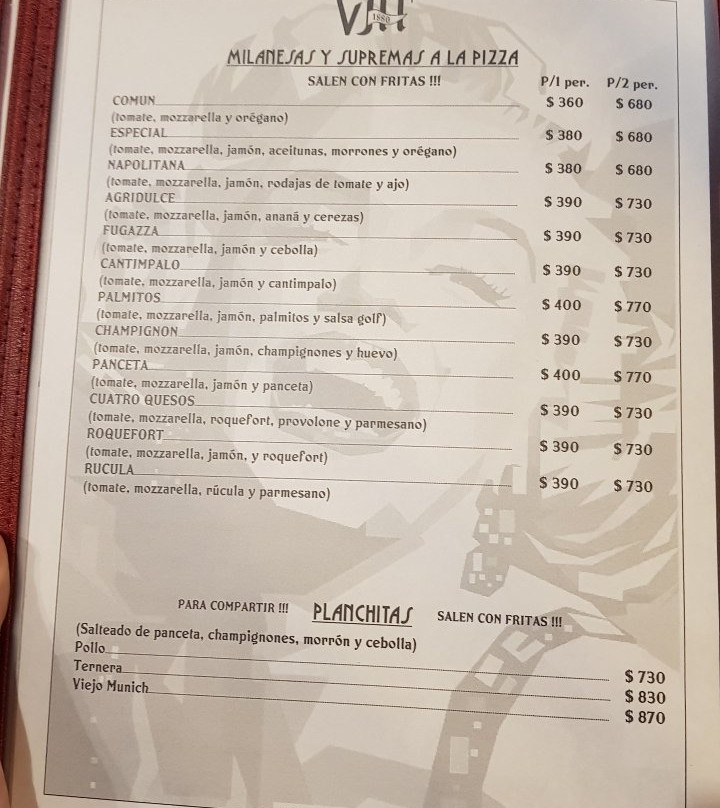 VM
1880
MILANESAS Y SUPREMAS A LA PIZZA
SALEN CON FRITAS !!! P/1 per. P/2 per.
COMUN $ 360 $ 680
(tomate, mozzarella y orégano)
ESPECIAL $ 380 $ 680
(tomate, mozzarella, jamón, aceitunas, morrones y orégano)
NAPOLITANA $ 380 $ 680
(tomate, mozzarella, jamón, rodajas de tomate y ajo)
AGRIDULCE $ 390 $ 730
(tomate, mozzarella, jamón, ananá y cerezas)
FUGAZZA $ 390 $ 730
(tomate, mozzarella, jamón y cebolla)
CANTIMPALO $ 390 $ 730
(tomate, mozzarella, jamón y cantimpalo)
PALMITOS $ 400 $ 770
(tomate, mozzarella, jamón, palmitos y salsa golf)
CHAMPIGNON $ 390 $ 730
(tomate, mozzarella, jamón, champignones y huevo)
PANCETA $ 400 $ 770
(tomate, mozzarella, jamón y panceta)
CUATRO QUESOS $ 390 $ 730
(tomate, mozzarella, roquefort, provolone y parmesano)
ROQUEFORT $ 390 $ 730
(tomate, mozzarella, jamón, y roquefort)
RUCULA $ 390 $ 730
(tomate, mozzarella, rúcula y parmesano)
PARA COMPARTIR !!! PLANCHITAS SALEN CON FRITAS !!!
(Salteado de panceta, champignones, morrón y cebolla)
Pollo $ 730
Ternera $ 830
Viejo Munich $ 870